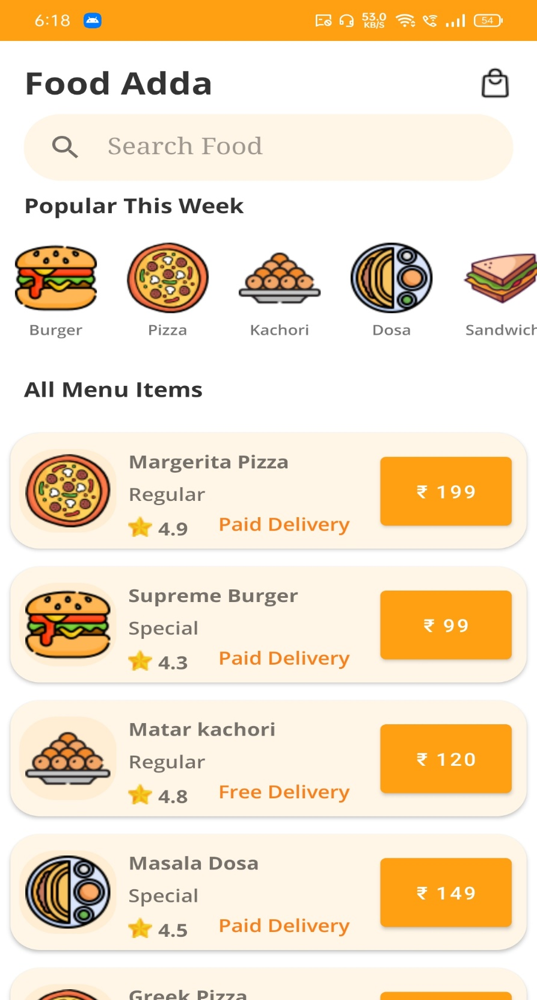 6:18
53.0
KB/S
54
Food Adda
Search Food
Popular This Week
Burger
Pizza
Kachori
Dosa
Sandwich
All Menu Items
Margerita Pizza
Regular
4.9
Paid Delivery
₹ 199
Supreme Burger
Special
4.3
Paid Delivery
₹ 99
Matar kachori
Regular
4.8
Free Delivery
₹ 120
Masala Dosa
Special
4.5
Paid Delivery
₹ 149
Greek Pizza